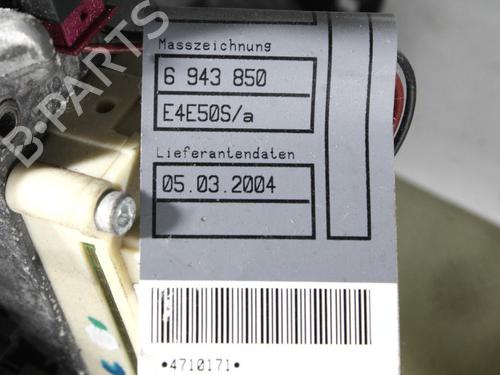 Masszeichnung
6 943 850
E4E50S/a
Lieferantendaten
05.03.2004
*4710171*
B-PARTS